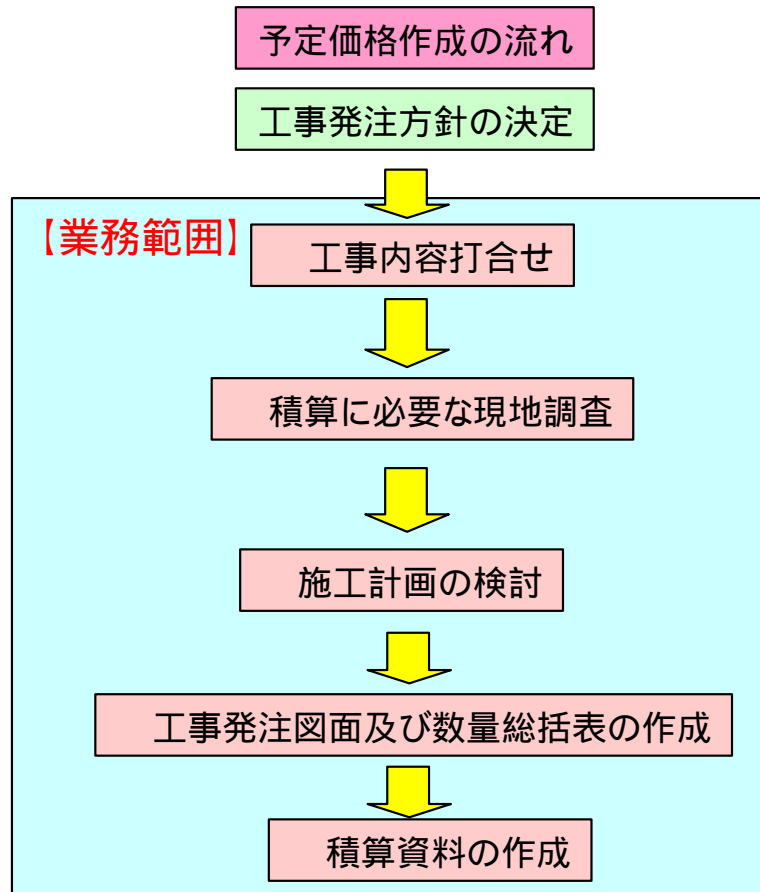 予定価格作成の流れ
工事発注方針の決定
【業務範囲】
工事内容打合せ
積算に必要な現地調査
施工計画の検討
工事発注図面及び数量総括表の作成
積算資料の作成